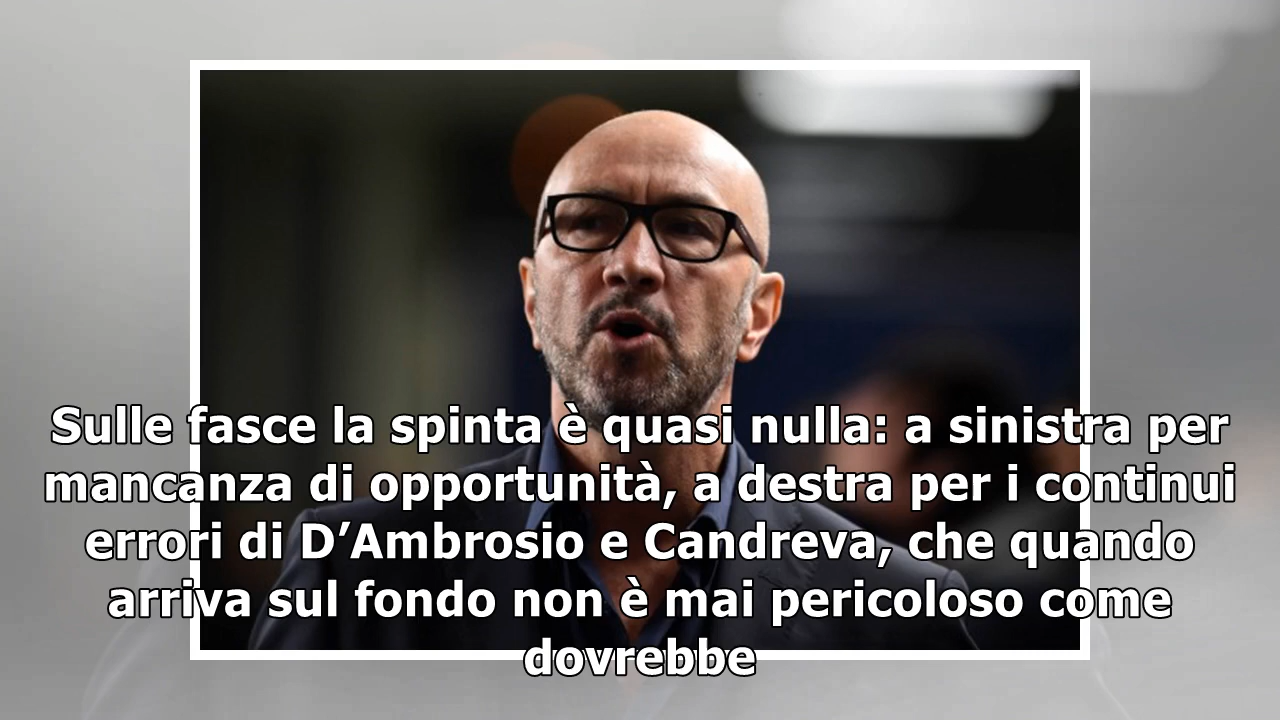 Sulle fasce la spinta è quasi nulla: a sinistra per
mancanza di opportunità, a destra per i continui
errori di D’Ambrosio e Candreva, che quando
arriva sul fondo non è mai pericoloso come
dovrebbe